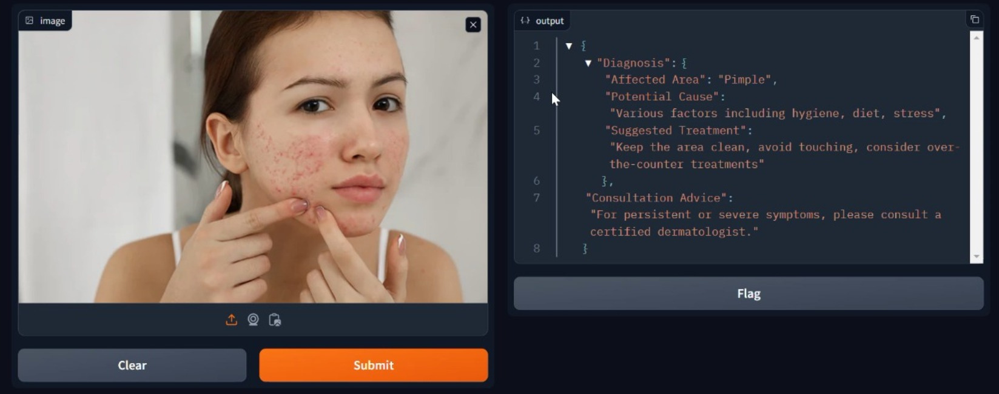 image
output
1 {
2 "Diagnosis": {
3 "Affected Area": "Pimple",
4 "Potential Cause":
"Various factors including hygiene, diet, stress",
5 "Suggested Treatment":
"Keep the area clean, avoid touching, consider over-
the-counter treatments"
6 },
7 "Consultation Advice":
"For persistent or severe symptoms, please consult a
certified dermatologist."
8 }
Flag
Clear
Submit